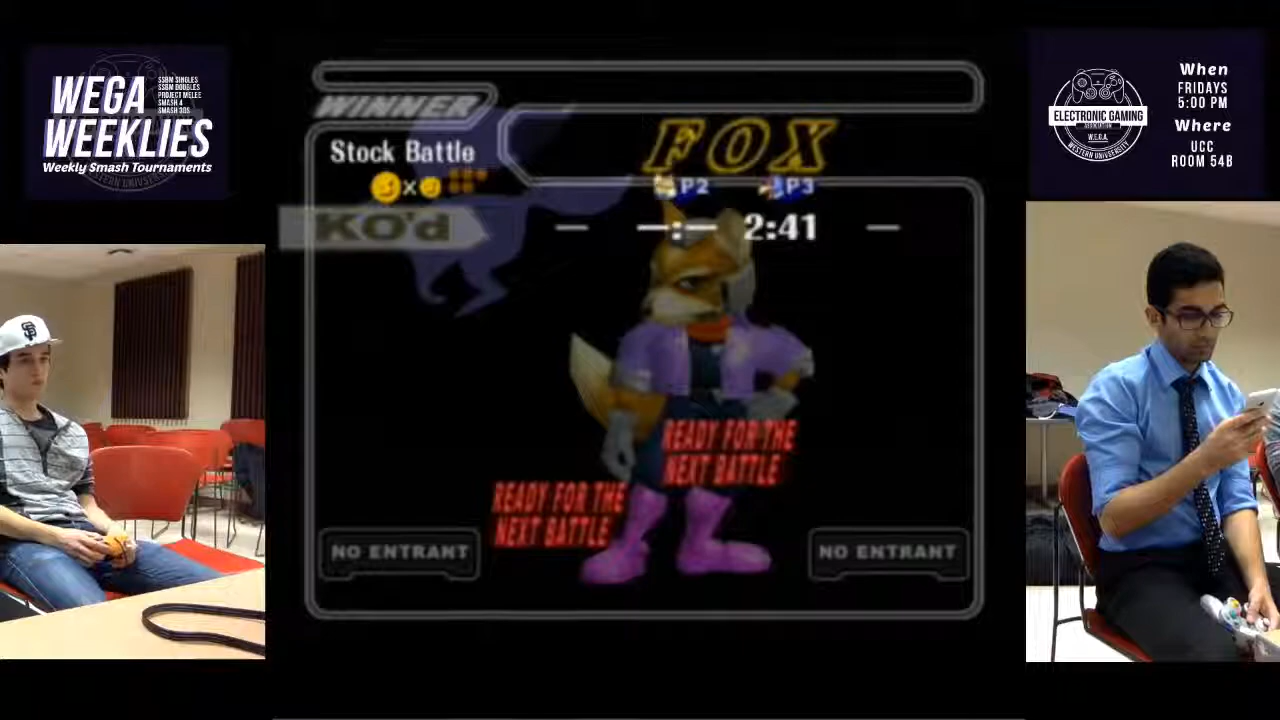 WEGA
WEEKLIES
SSBM SINGLES
SSBM DOUBLES
PROJECT MELEE
SMASH 4
SMASH 3DS
Weekly Smash Tournaments
WINNER
Stock Battle
FOX
P2
P3
KO'd
—
—:—
2:41
—
READY FOR THE
NEXT BATTLE
READY FOR THE
NEXT BATTLE
NO ENTRANT
NO ENTRANT
ELECTRONIC GAMING
ASSOCIATION
W.E.G.A.
WESTERN UNIVERSITY
When
FRIDAYS
5:00 PM
Where
UCC
ROOM 54B